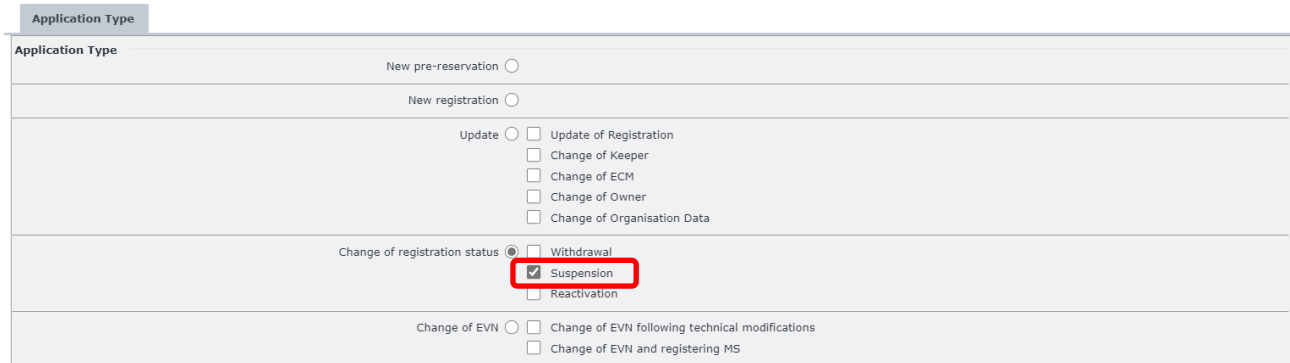 Application Type
Application Type
New pre-reservation
New registration
Update Update of Registration
Change of Keeper
Change of ECM
Change of Owner
Change of Organisation Data
Change of registration status Withdrawal
Suspension
Reactivation
Change of EVN Change of EVN following technical modifications
Change of EVN and registering MS